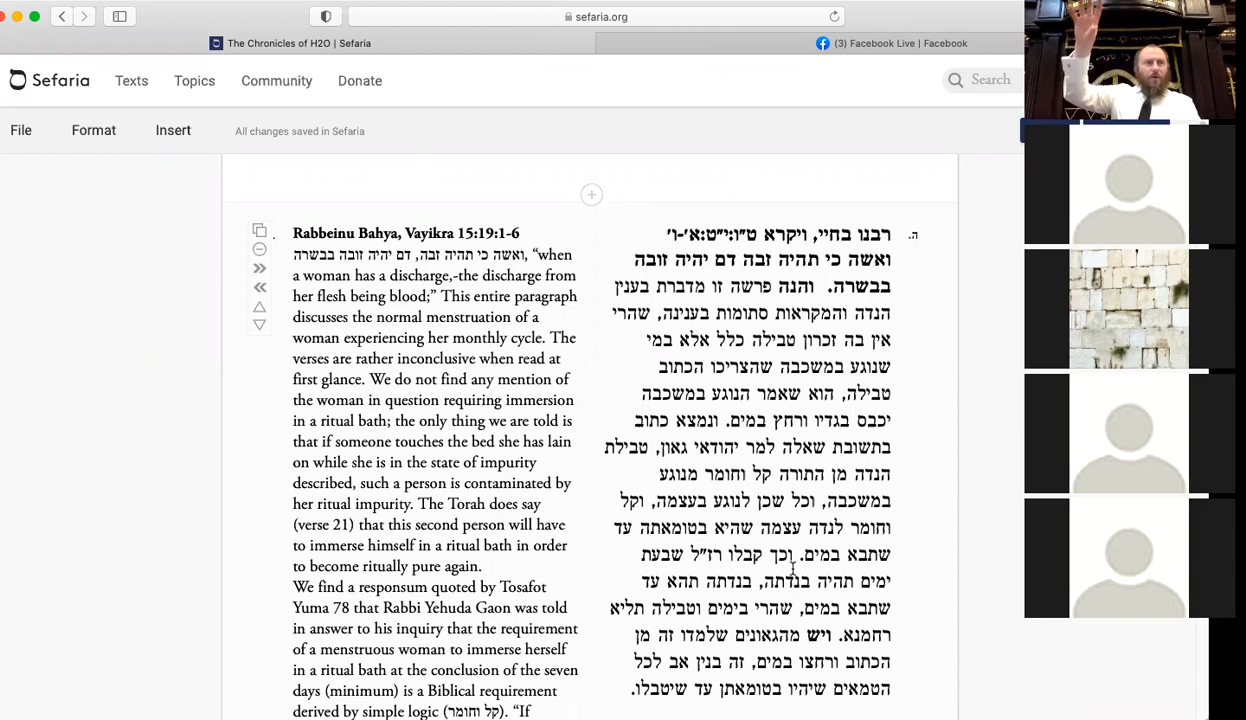 sefaria.org
The Chronicles of H2O | Sefaria
(3) Facebook Live | Facebook
Sefaria
Texts
Topics
Community
Donate
Search
File
Format
Insert
All changes saved in Sefaria
Rabbeinu Bahya, Vayikra 15:19:1-6
ואשה כי תהיה זבה, דם יהיה זובה בבשרה, “when
a woman has a discharge,-the discharge from
her flesh being blood;” This entire paragraph
discusses the normal menstruation of a
woman experiencing her monthly cycle. The
verses are rather inconclusive when read at
first glance. We do not find any mention of
the woman in question requiring immersion
in a ritual bath; the only thing we are told is
that if someone touches the bed she has lain
on while she is in the state of impurity
described, such a person is contaminated by
her ritual impurity. The Torah does say
(verse 21) that this second person will have
to immerse himself in a ritual bath in order
to become ritually pure again.
We find a responsum quoted by Tosafot
Yuma 78 that Rabbi Yehuda Gaon was told
in answer to his inquiry that the requirement
of a menstruous woman to immerse herself
in a ritual bath at the conclusion of the seven
days (minimum) is a Biblical requirement
derived by simple logic (קל וחומר). “If
ה.
רבנו בחיי, ויקרא ט״ו:י״ט:א׳-ו׳
ואשה כי תהיה זבה דם יהיה זובה
בבשרה. והנה פרשה זו מדברת בענין
הנדה והמקראות סתומות בענינה, שהרי
אין בה זכרון טבילה כלל אלא במי
שנוגע במשכבה שהצריכו הכתוב
טבילה, הוא שאמר הנוגע במשכבה
יכבס בגדיו ורחץ במים. ונמצא כתוב
בתשובת שאלה למר יהודאי גאון, טבילת
הנדה מן התורה קל וחומר מנוגע
במשכבה, וכל שכן לנוגע בעצמה, וקל
וחומר לנדה עצמה שהיא בטומאתה עד
שתבא במים. וכך קבלו רז״ל שבעת
ימים תהיה בנדתה, בנדתה תהא עד
שתבא במים, שהרי בימים וטבילה תליא
רחמנא. ויש מהגאונים שלמדו זה מן
הכתוב ורחצו במים, זה בנין אב לכל
הטמאים שיהיו בטומאתן עד שיטבלו.